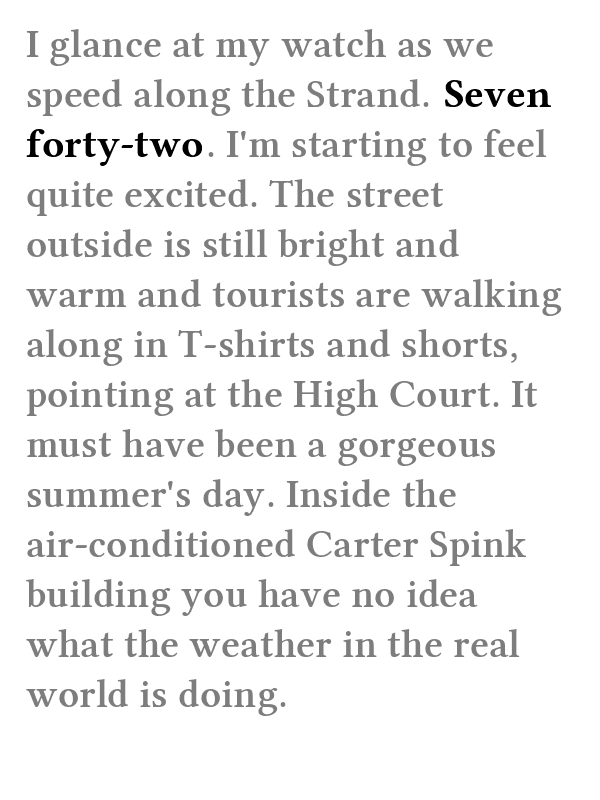 I glance at my watch as we
speed along the Strand. Seven
forty-two. I'm starting to feel
quite excited. The street
outside is still bright and
warm and tourists are walking
along in T-shirts and shorts,
pointing at the High Court. It
must have been a gorgeous
summer's day. Inside the
air-conditioned Carter Spink
building you have no idea
what the weather in the real
world is doing.